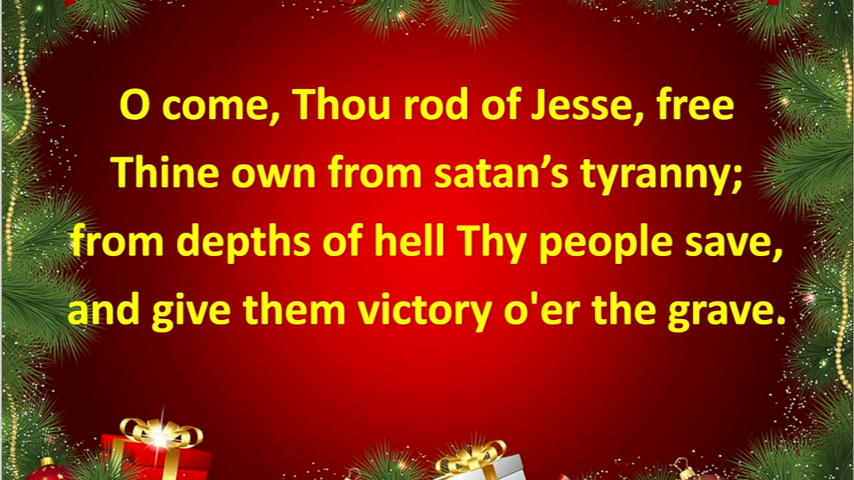 O come, Thou rod of Jesse, free
Thine own from satan’s tyranny;
from depths of hell Thy people save,
and give them victory o'er the grave.